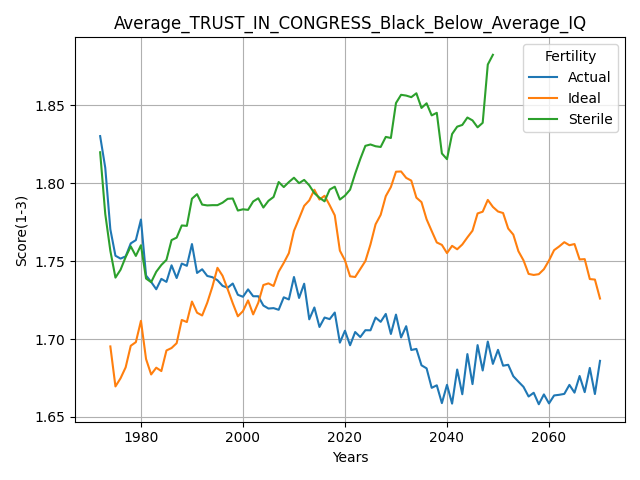 Average_TRUST_IN_CONGRESS_Black_Below_Average_IQ
Score(1-3)
1.85
1.80
1.75
1.70
1.65
Fertility
Actual
Ideal
Sterile
1980
2000
2020
2040
2060
Years